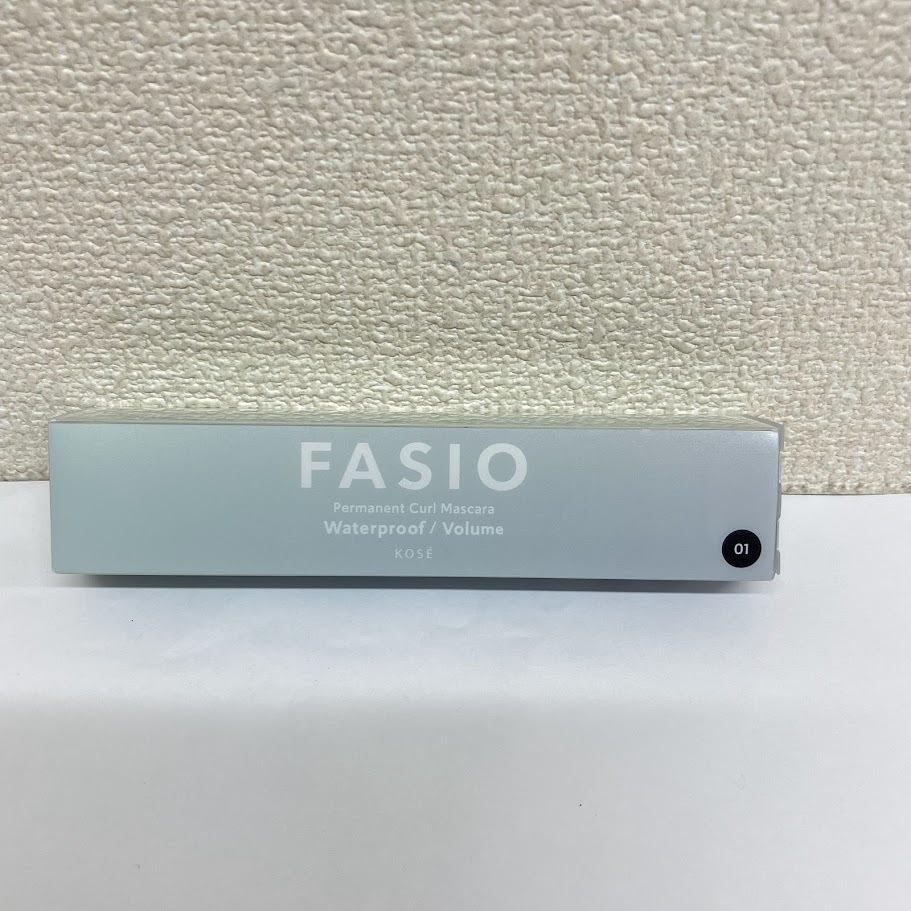 FASIO
Permanent Curl Mascara
Waterproof / Volume
KOSÉ
01